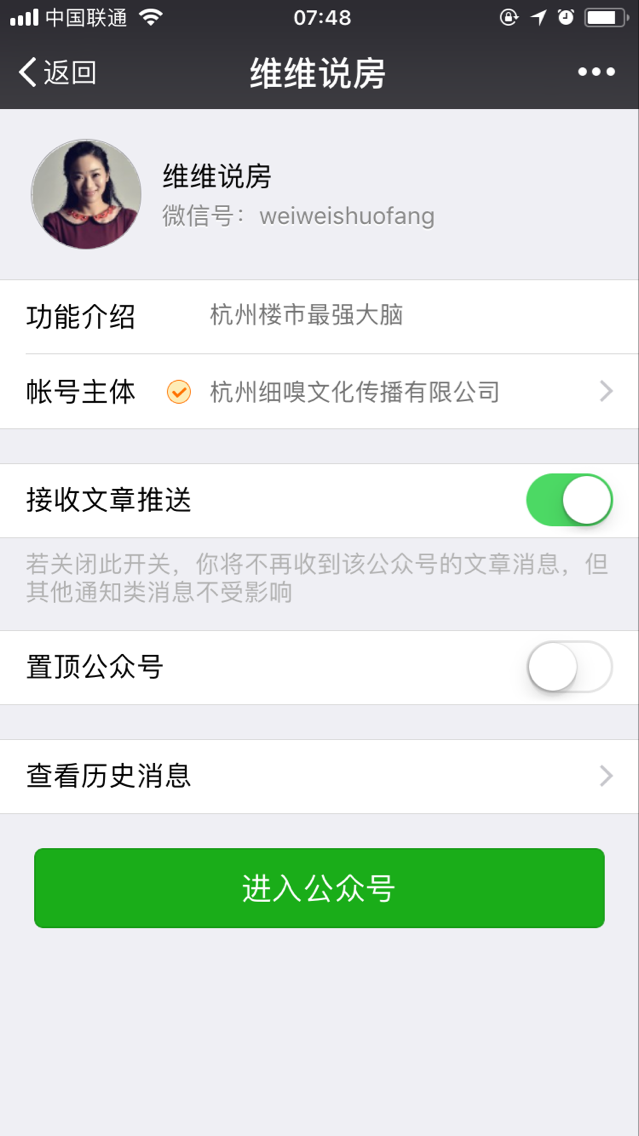 中国联通
07:48
返回
维维说房
维维说房
微信号：weiweishuofang
功能介绍 杭州楼市最强大脑
帐号主体 杭州细嗅文化传播有限公司
接收文章推送
若关闭此开关，你将不再收到该公众号的文章消息，但
其他通知类消息不受影响
置顶公众号
查看历史消息
进入公众号